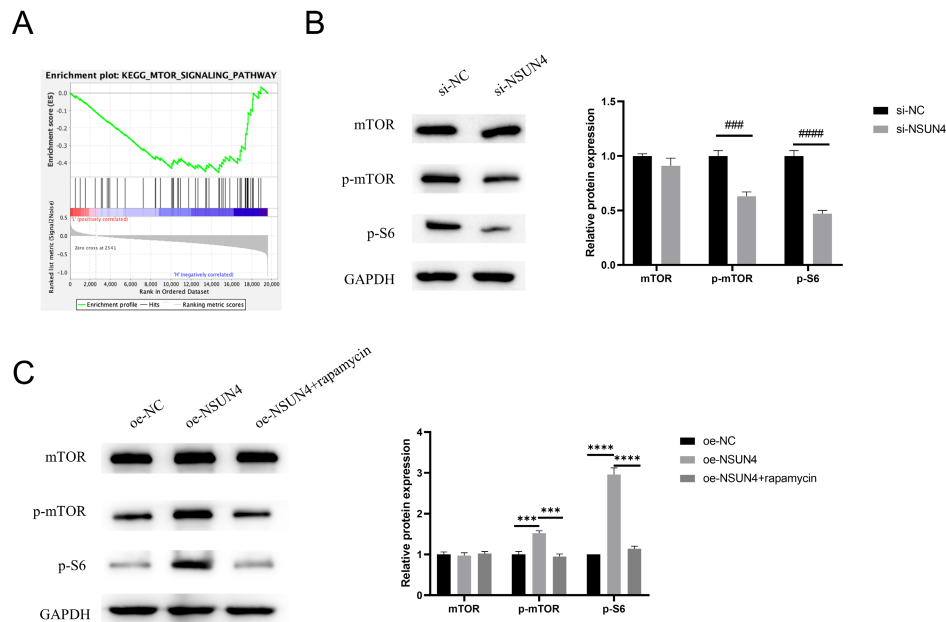 A
Enrichment plot: KEGG_MTOR_SIGNALING_PATHWAY
Enrichment score (ES)
0.0
-0.1
-0.2
-0.3
-0.4
'L' (positively correlated)
Ranked list metric (Signal2Noise)
0.5
0.0
-0.5
-1.0
Zero cross at 2541
'H' (negatively correlated)
0 2,000 4,000 6,000 8,000 10,000 12,000 14,000 16,000 18,000 20,000
Rank in Ordered Dataset
Enrichment profile Hits Ranking metric scores
B
si-NC si-NSUN4
mTOR
p-mTOR
p-S6
GAPDH
Relative protein expression
1.5
1.0
0.5
0.0
### ####
mTOR p-mTOR p-S6
si-NC
si-NSUN4
C
oe-NC oe-NSUN4 oe-NSUN4+rapamycin
mTOR
p-mTOR
p-S6
GAPDH
Relative protein expression
4
3
2
1
0
*** *** **** ****
mTOR p-mTOR p-S6
oe-NC
oe-NSUN4
oe-NSUN4+rapamycin